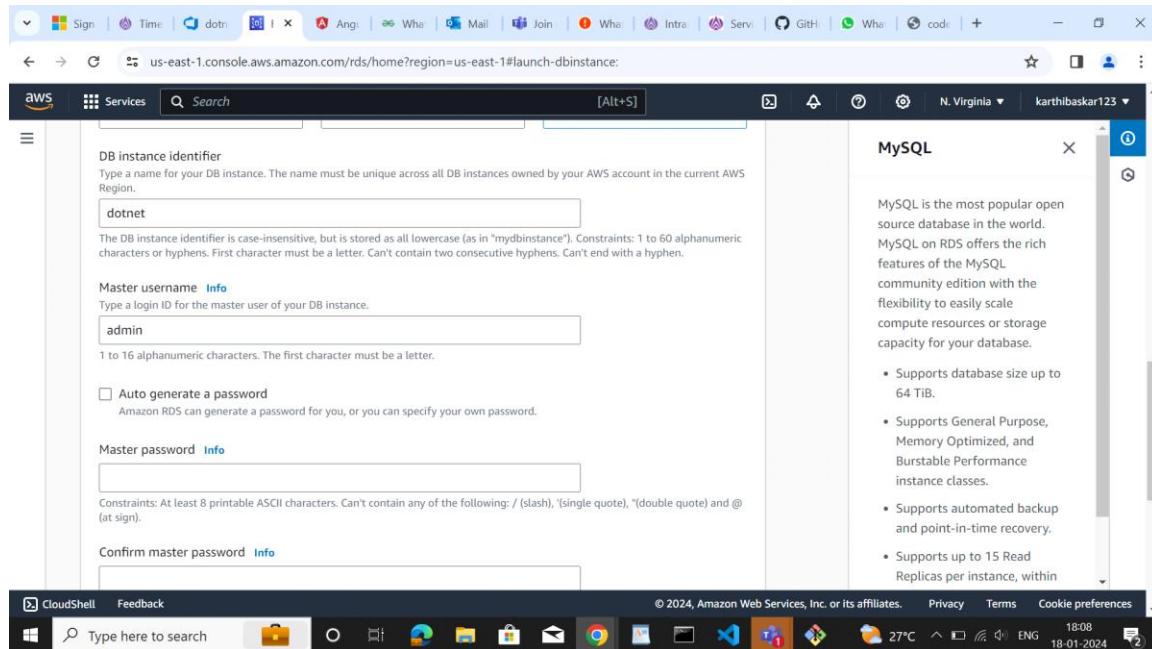 Sign
Time
dotn
I
Angu
What
Mail
Join
What
Intra
Servi
GitH
What
code
us-east-1.console.aws.amazon.com/rds/home?region=us-east-1#launch-dbinstance:
aws
Services
Search
[Alt+S]
N. Virginia
karthibaskar123
DB instance identifier
Type a name for your DB instance. The name must be unique across all DB instances owned by your AWS account in the current AWS
Region.
dotnet
The DB instance identifier is case-insensitive, but is stored as all lowercase (as in "mydbinstance"). Constraints: 1 to 60 alphanumeric
characters or hyphens. First character must be a letter. Can't contain two consecutive hyphens. Can't end with a hyphen.
Master username Info
Type a login ID for the master user of your DB instance.
admin
1 to 16 alphanumeric characters. The first character must be a letter.
Auto generate a password
Amazon RDS can generate a password for you, or you can specify your own password.
Master password Info
Constraints: At least 8 printable ASCII characters. Can't contain any of the following: / (slash), '(single quote), "(double quote) and @
(at sign).
Confirm master password Info
MySQL
MySQL is the most popular open
source database in the world.
MySQL on RDS offers the rich
features of the MySQL
community edition with the
flexibility to easily scale
compute resources or storage
capacity for your database.
• Supports database size up to
64 TiB.
• Supports General Purpose,
Memory Optimized, and
Burstable Performance
instance classes.
• Supports automated backup
and point-in-time recovery.
• Supports up to 15 Read
Replicas per instance, within
CloudShell
Feedback
© 2024, Amazon Web Services, Inc. or its affiliates.
Privacy
Terms
Cookie preferences
Type here to search
27°C
ENG
18:08
18-01-2024